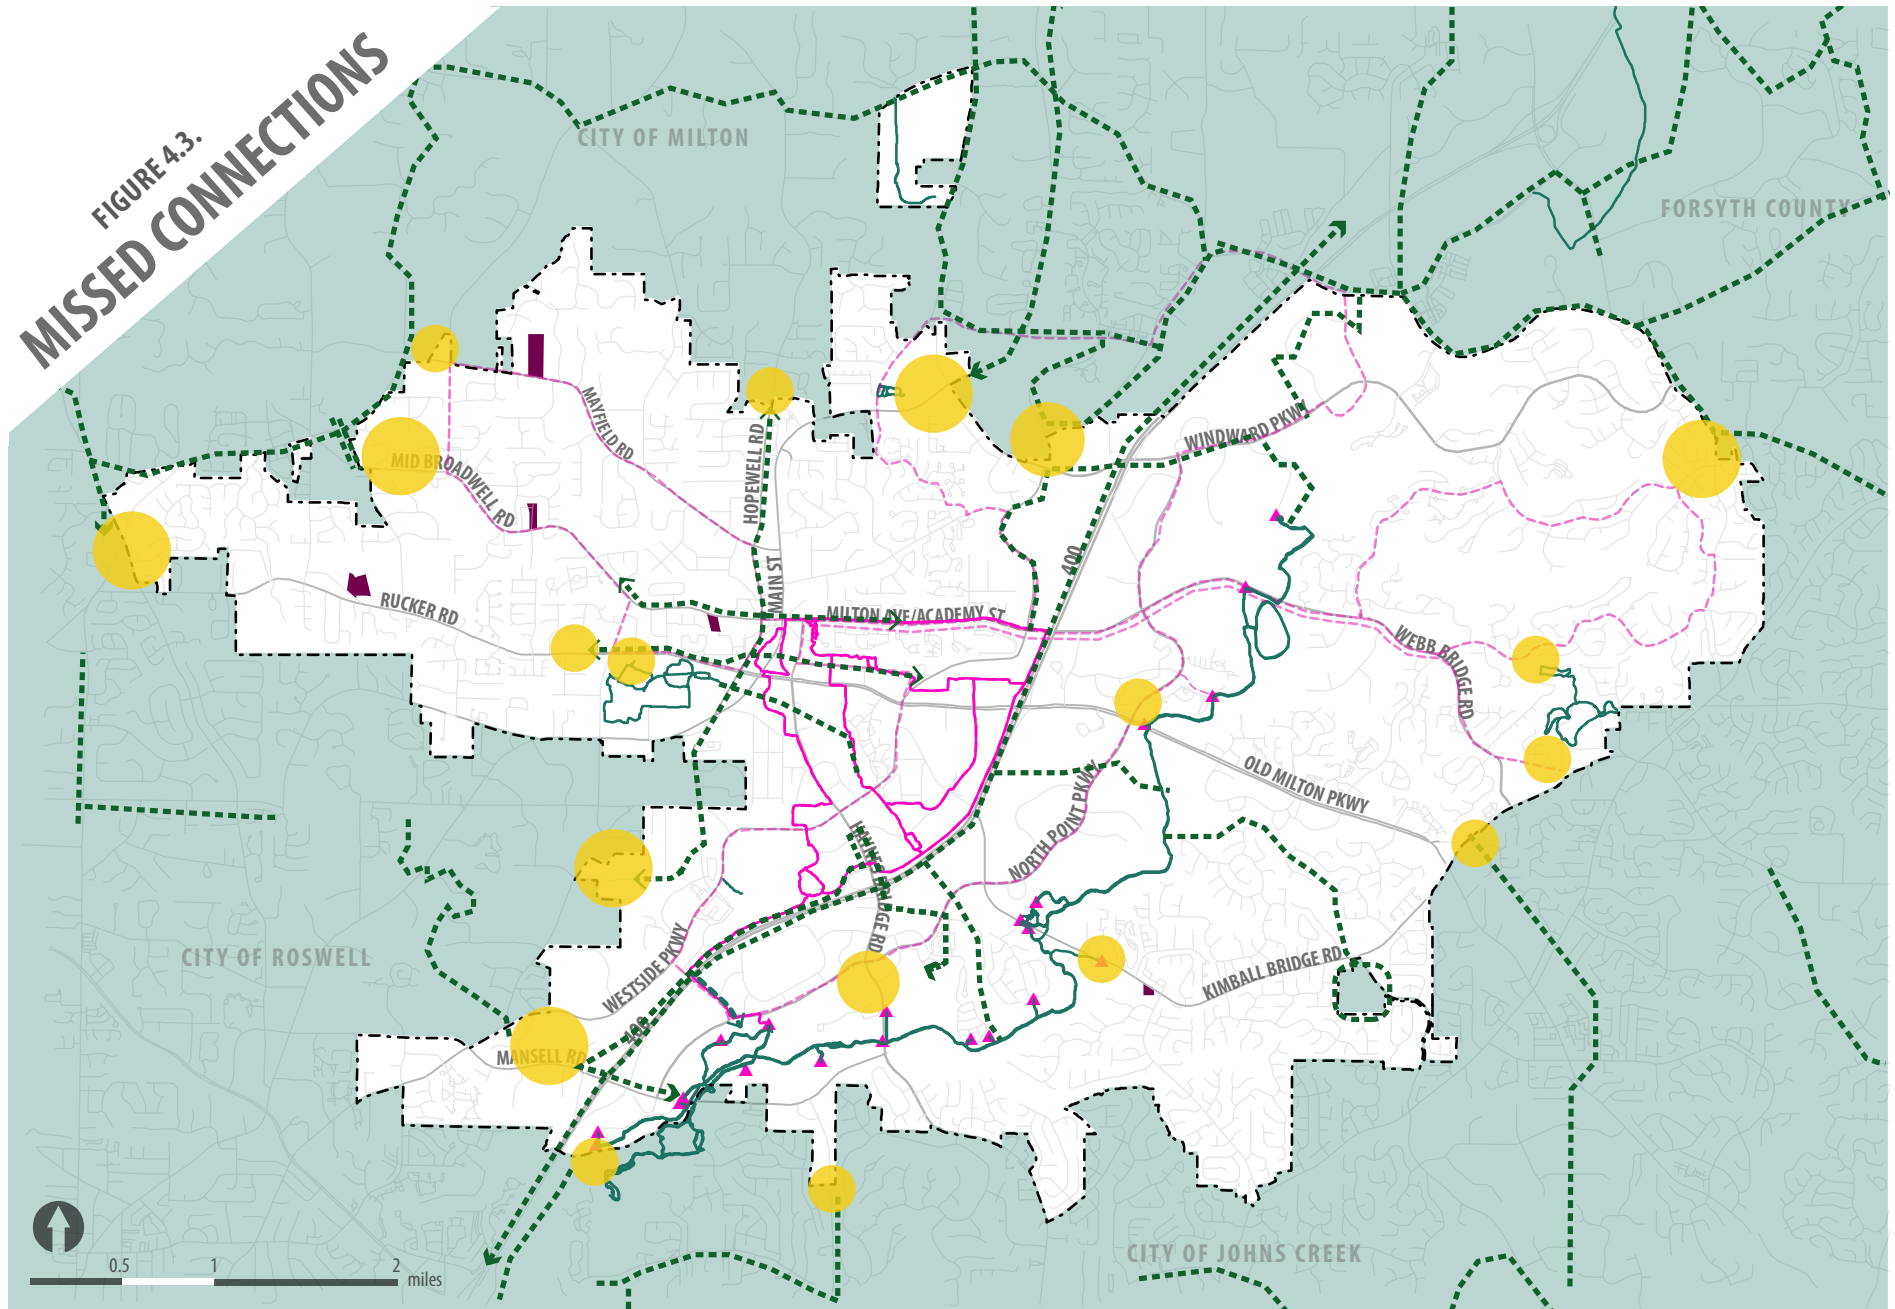 FIGURE 4.3.
MISSED CONNECTIONS
CITY OF MILTON
FORSYTH COUNTY
MAYFIELD RD
HOPEWELL RD
WINDWARD PKWY
MID BROADWELL RD
400
MAIN ST
RUCKER RD
MILTON AVE/ACADEMY ST
WEBB BRIDGE RD
OLD MILTON PKWY
NORTH POINT PKWY
HAYNES BRIDGE RD
CITY OF ROSWELL
WESTSIDE PKWY
KIMBALL BRIDGE RD
400
MANSELL RD
CITY OF JOHNS CREEK
0.5 1 2 miles